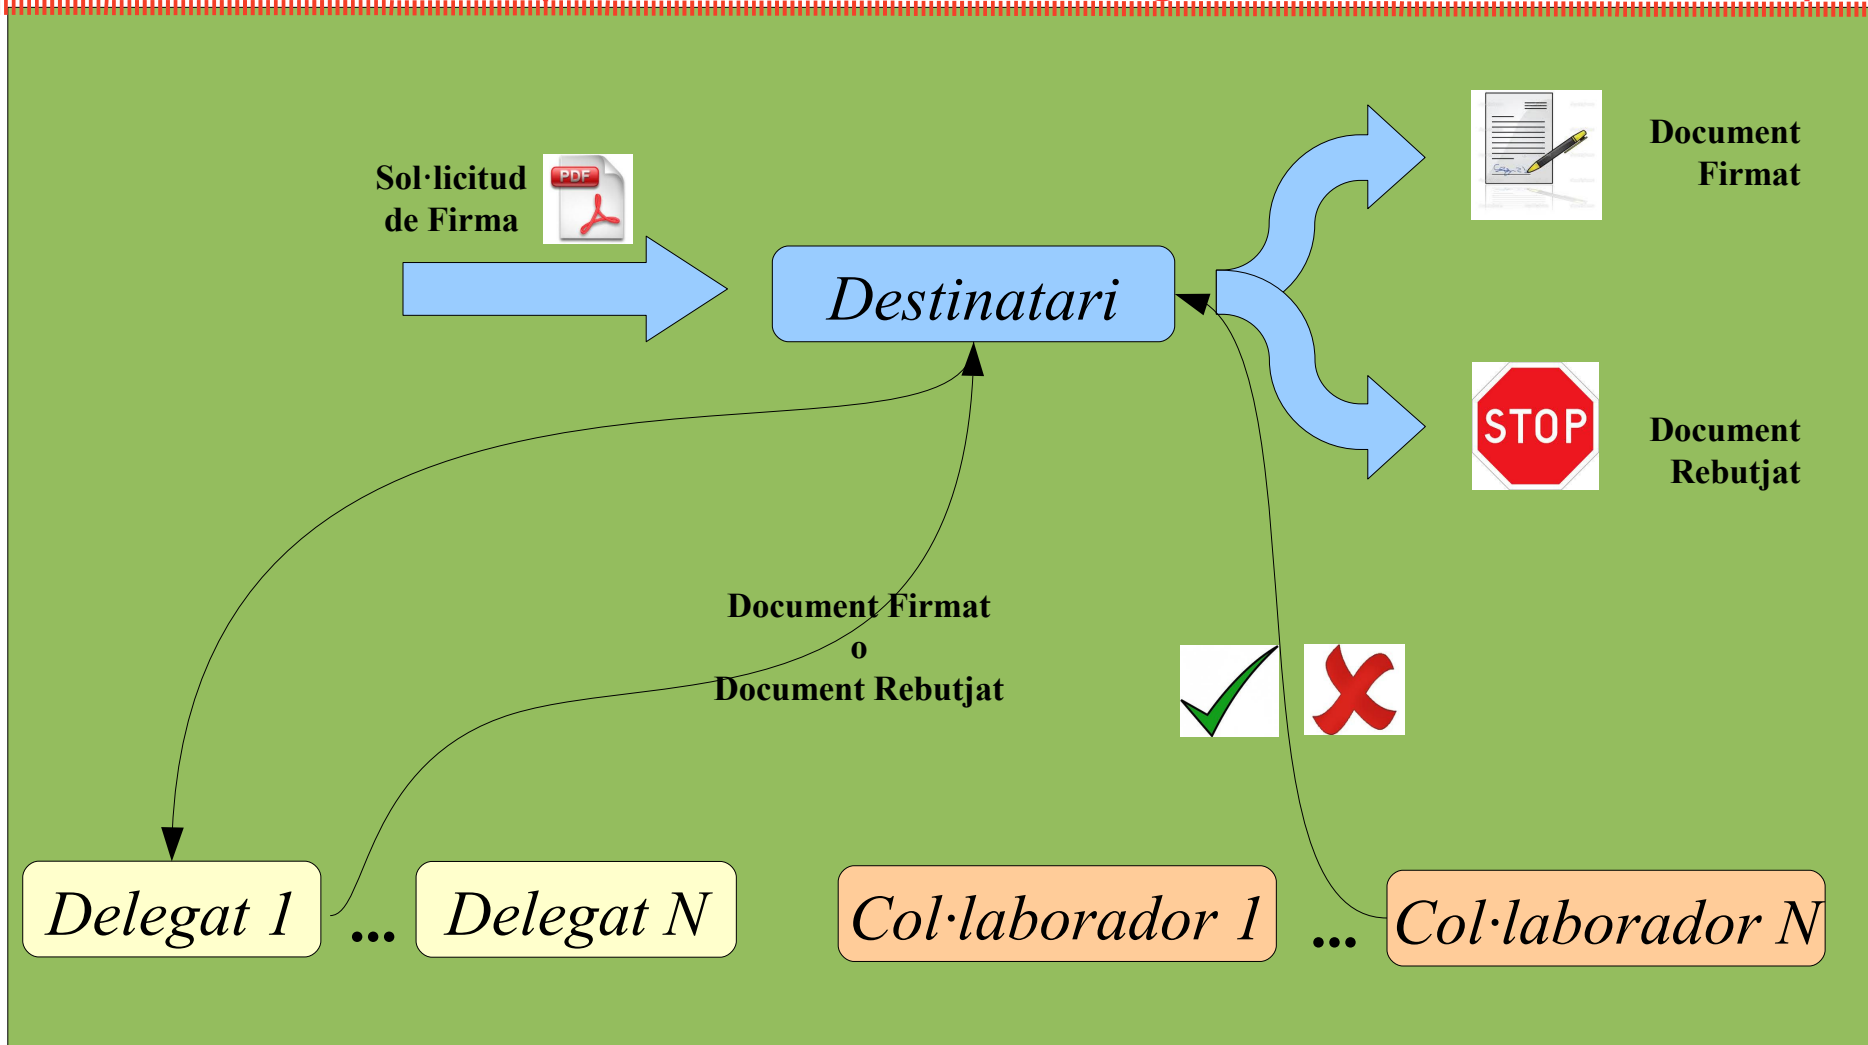 Sol·licitud
de Firma
PDF
Destinatari
Document
Firmat
STOP
Document
Rebutjat
Document Firmat
o
Document Rebutjat
Delegat 1
...
Delegat N
Col·laborador 1
...
Col·laborador N